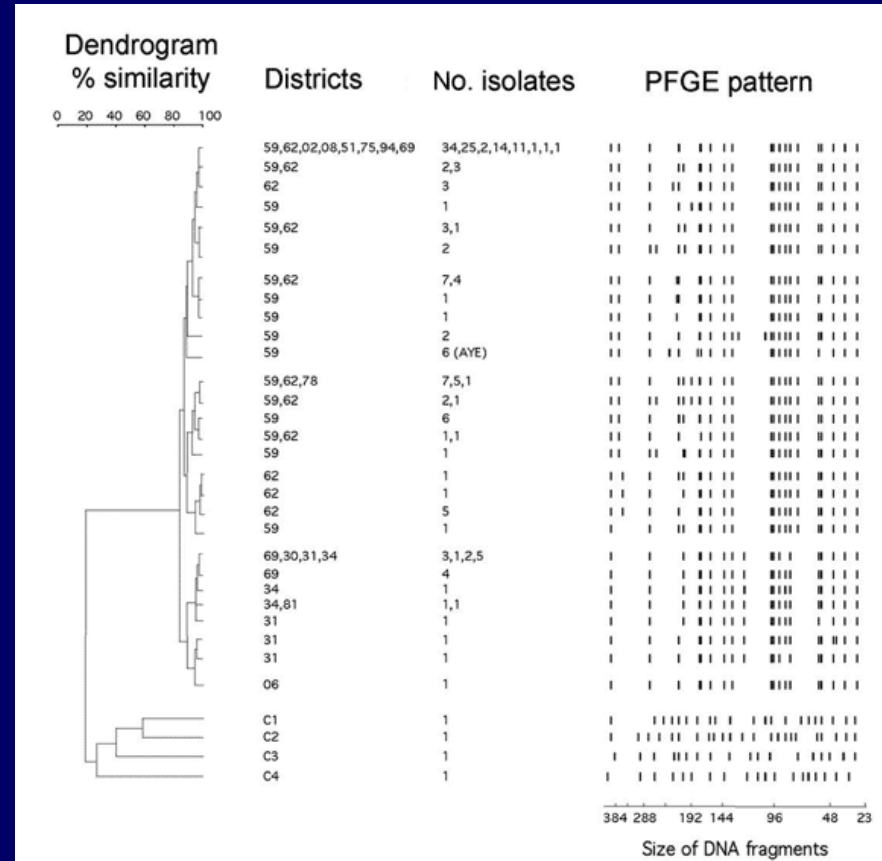 Dendrogram
% similarity
Districts
No. isolates
PFGE pattern
0 20 40 60 80 100
59,62,02,08,51,75,94,69 34,25,2,14,11,1,1,1
59,62 2,3
62 3
59 1
59,62 3,1
59 2
59,62 7,4
59 1
59 1
59 2
59 6 (AYE)
59,62,78 7,5,1
59,62 2,1
59 6
59,62 1,1
59 1
62 1
62 1
62 5
59 1
69,30,31,34 3,1,2,5
69 4
34 1
34,81 1,1
31 1
31 1
31 1
06 1
C1 1
C2 1
C3 1
C4 1
384 288 192 144 96 48 23
Size of DNA fragments